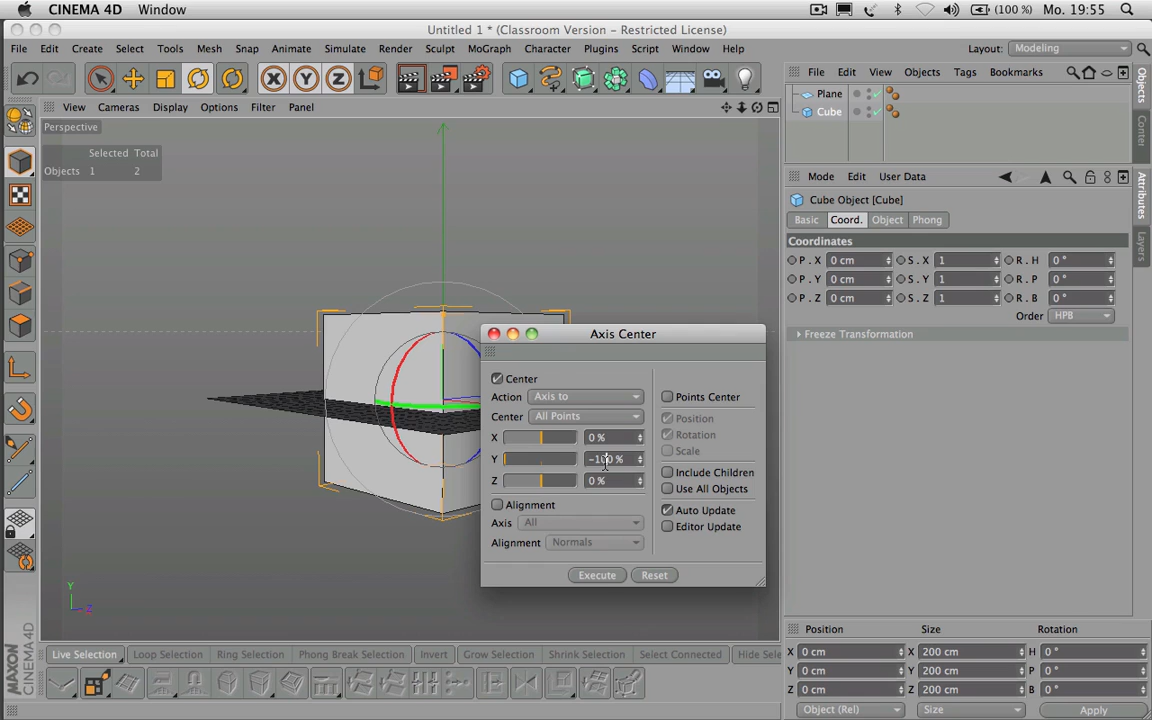 CINEMA 4D Window (100 %) Mo. 19:55
Untitled 1 * (Classroom Version - Restricted License)
File Edit Create Select Tools Mesh Snap Animate Simulate Render Sculpt MoGraph Character Plugins Script Window Help Layout: Modeling
File Edit View Objects Tags Bookmarks
View Cameras Display Options Filter Panel
Plane
Cube
Objects
Center
Attributes
Layers
Perspective
Selected Total
Objects 1 2
Mode Edit User Data
Cube Object [Cube]
Basic Coord. Object Phong
Coordinates
P . X 0 cm S . X 1 R . H 0 °
P . Y 0 cm S . Y 1 R . P 0 °
P . Z 0 cm S . Z 1 R . B 0 °
Order HPB
Freeze Transformation
Axis Center
Center
Action Axis to
Center All Points
X 0 %
Y -100 %
Z 0 %
Alignment
Axis All
Alignment Normals
Points Center
Position
Rotation
Scale
Include Children
Use All Objects
Auto Update
Editor Update
Execute Reset
Y
Z
Live Selection Loop Selection Ring Selection Phong Break Selection Invert Grow Selection Shrink Selection Select Connected Hide Sele
Position Size Rotation
X 0 cm X 200 cm H 0 °
Y 0 cm Y 200 cm P 0 °
Z 0 cm Z 200 cm B 0 °
Object (Rel) Size Apply
MAXON
CINEMA 4D